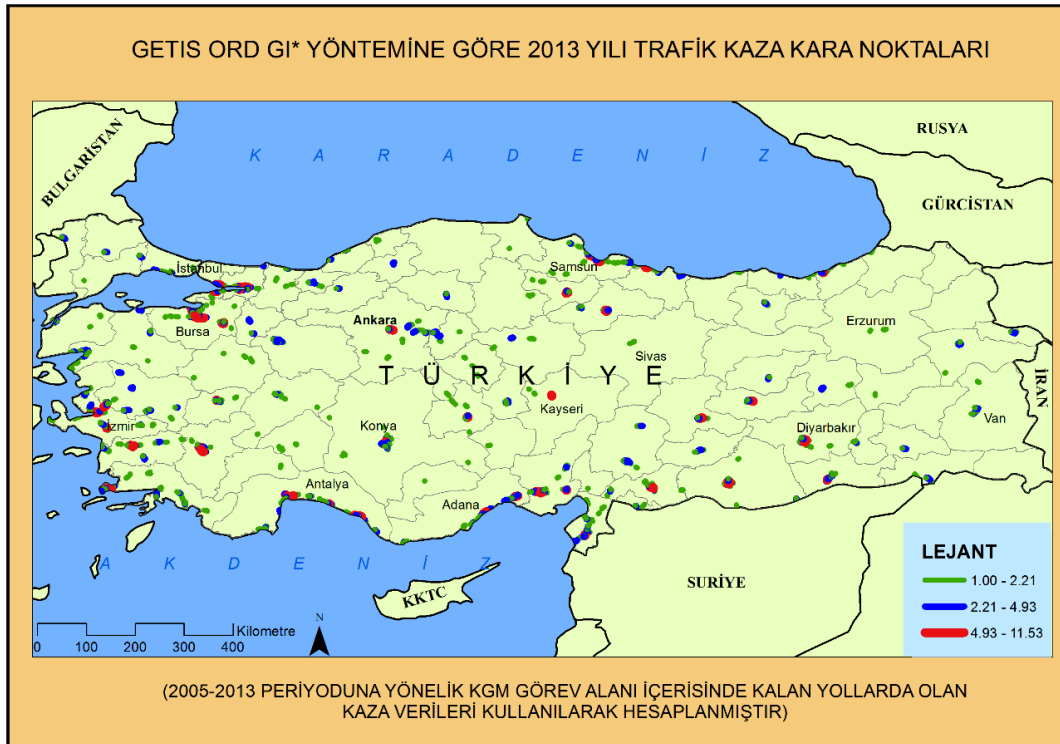 GETIS ORD GI* YÖNTEMİNE GÖRE 2013 YILI TRAFİK KAZA KARA NOKTALARI
BULGARİSTAN
RUSYA
K A R A D E N İ Z
GÜRCİSTAN
İstanbul
Samsun
Bursa
Ankara
Erzurum
Sivas
T Ü R K İ Y E
İRAN
Kayseri
Van
İzmir
Konya
Diyarbakır
Antalya
Adana
A K D E N İ Z
KKTC
SURİYE
LEJANT
1.00 - 2.21
2.21 - 4.93
4.93 - 11.53
N
Kilometre
0 100 200 300 400
(2005-2013 PERİYODUNA YÖNELİK KGM GÖREV ALANI İÇERİSİNDE KALAN YOLLARDA OLAN
KAZA VERİLERİ KULLANILARAK HESAPLANMIŞTIR)